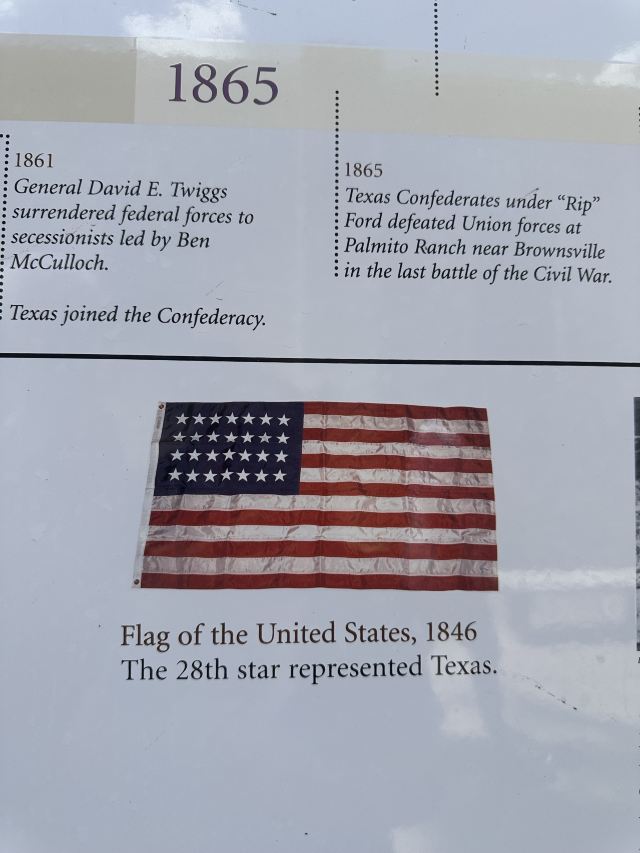 1865
1861
General David E. Twiggs
surrendered federal forces to
secessionists led by Ben
McCulloch.
Texas joined the Confederacy.
1865
Texas Confederates under “Rip”
Ford defeated Union forces at
Palmito Ranch near Brownsville
in the last battle of the Civil War.
Flag of the United States, 1846
The 28th star represented Texas.